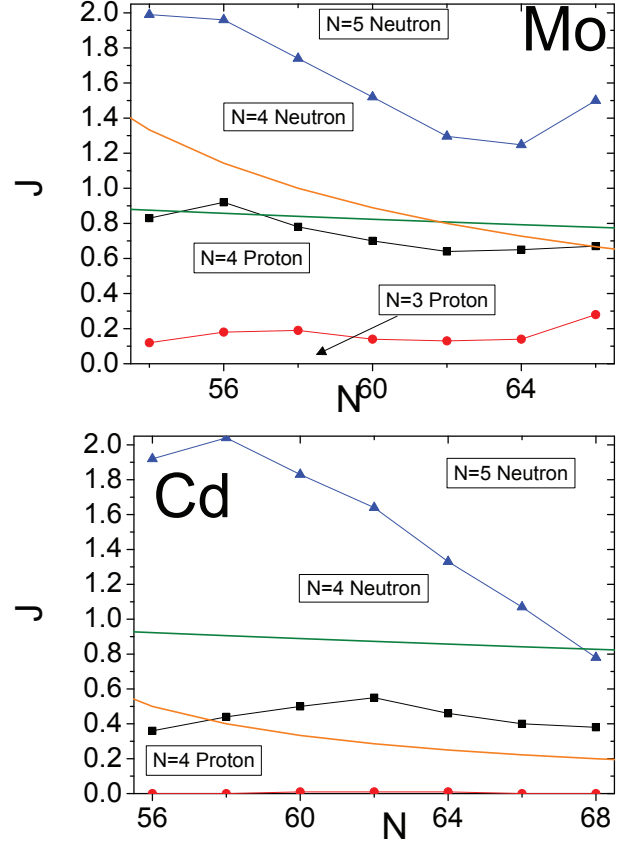 2.0
N=5 Neutron
Mo
1.8
1.6
1.4
N=4 Neutron
1.2
J
1.0
0.8
0.6
N=4 Proton
0.4
N=3 Proton
0.2
0.0
56 60 64
N
2.0
N=5 Neutron
1.8
Cd
1.6
1.4
1.2
N=4 Neutron
J
1.0
0.8
0.6
0.4
0.2
N=4 Proton
0.0
56 60 64 68
N